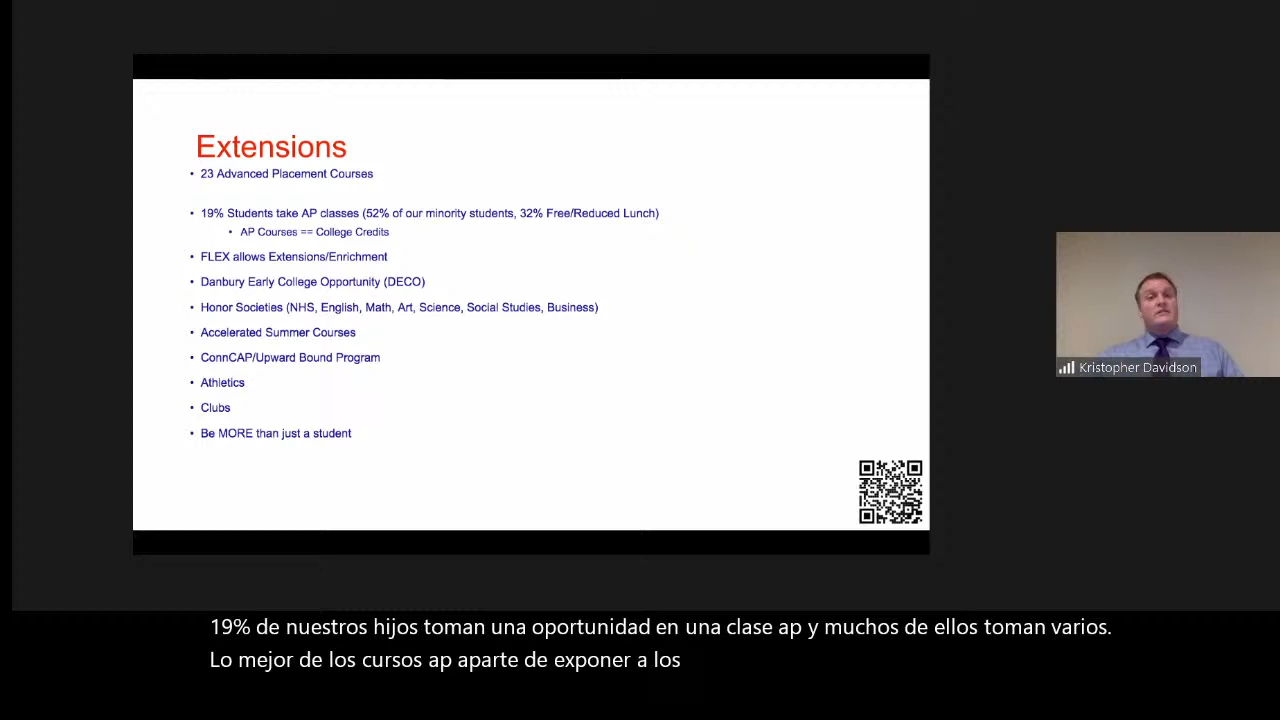 Extensions
• 23 Advanced Placement Courses
• 19% Students take AP classes (52% of our minority students, 32% Free/Reduced Lunch)
• AP Courses == College Credits
• FLEX allows Extensions/Enrichment
• Danbury Early College Opportunity (DECO)
• Honor Societies (NHS, English, Math, Art, Science, Social Studies, Business)
• Accelerated Summer Courses
• ConnCAP/Upward Bound Program
• Athletics
• Clubs
• Be MORE than just a student
Kristopher Davidson
19% de nuestros hijos toman una oportunidad en una clase ap y muchos de ellos toman varios.
Lo mejor de los cursos ap aparte de exponer a los